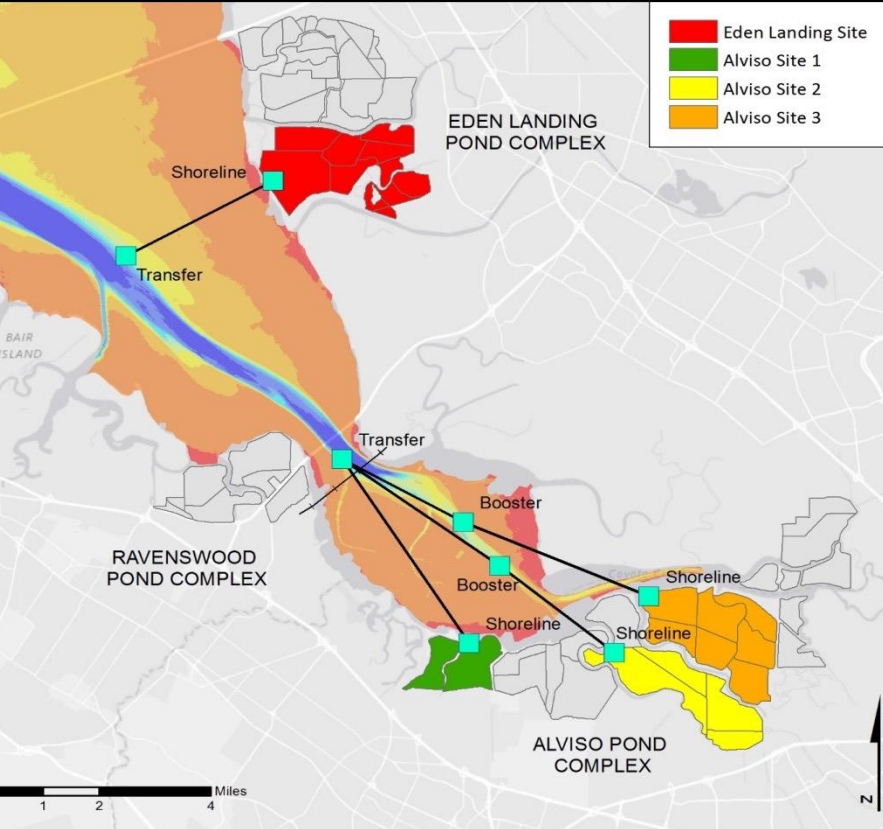 Eden Landing Site
Alviso Site 1
Alviso Site 2
Alviso Site 3
EDEN LANDING
POND COMPLEX
Shoreline
Transfer
BAIR
ISLAND
Transfer
Booster
Booster
RAVENSWOOD
POND COMPLEX
Shoreline
Shoreline
Shoreline
ALVISO POND
COMPLEX
Miles
1
2
4
N